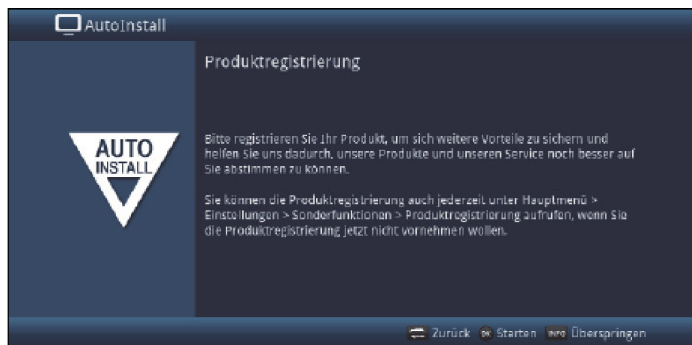 AutoInstall
Produktregistrierung
AUTO
INSTALL
Bitte registrieren Sie Ihr Produkt, um sich weitere Vorteile zu sichern und
helfen Sie uns dadurch, unsere Produkte und unseren Service noch besser auf
Sie abstimmen zu können.
Sie können die Produktregistrierung auch jederzeit unter Hauptmenü >
Einstellungen > Sonderfunktionen > Produktregistrierung aufrufen, wenn Sie
die Produktregistrierung jetzt nicht vornehmen wollen.
Zurück OK Starten INFO Überspringen